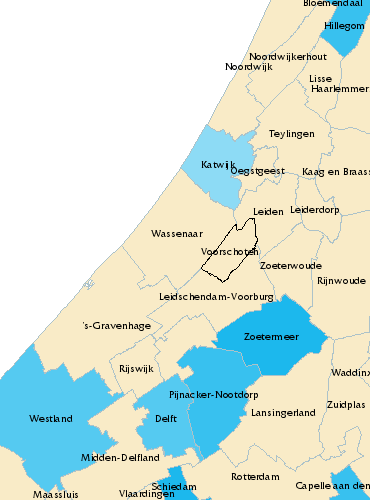 Bloemendaal
Hillegom
Noordwijkerhout
Noordwijk
Lisse
Haarlemmer
Teylingen
Katwijk
Oegstgeest
Kaag en Braass
Leiden
Leiderdorp
Wassenaar
Voorschoten
Zoeterwoude
Rijnwoude
Leidschendam-Voorburg
's-Gravenhage
Zoetermeer
Rijswijk
Waddinx
Pijnacker-Nootdorp
Zuidplas
Lansingerland
Westland
Delft
Midden-Delfland
Rotterdam
Capelle aan den
Schiedam
Maassluis
Vlaardingen